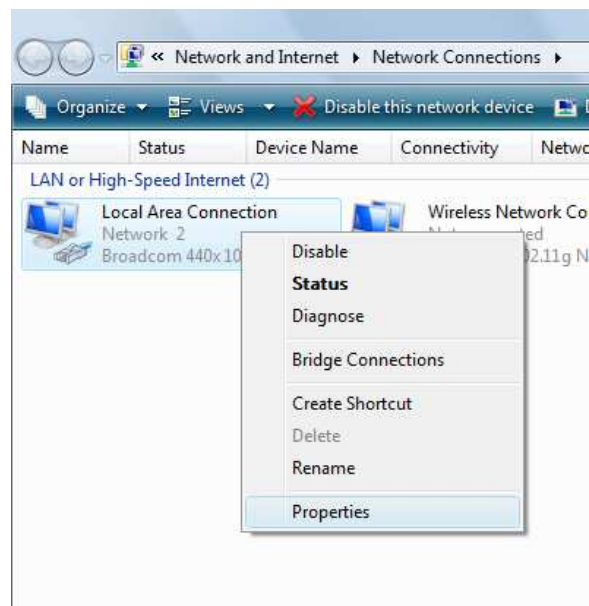 « Network and Internet ▸ Network Connections ▸
Organize Views Disable this network device
Name Status Device Name Connectivity
LAN or High-Speed Internet (2)
Local Area Connection Wireless Network
Network 2
Broadcom 440x
Disable
Status
Diagnose
Bridge Connections
Create Shortcut
Delete
Rename
Properties